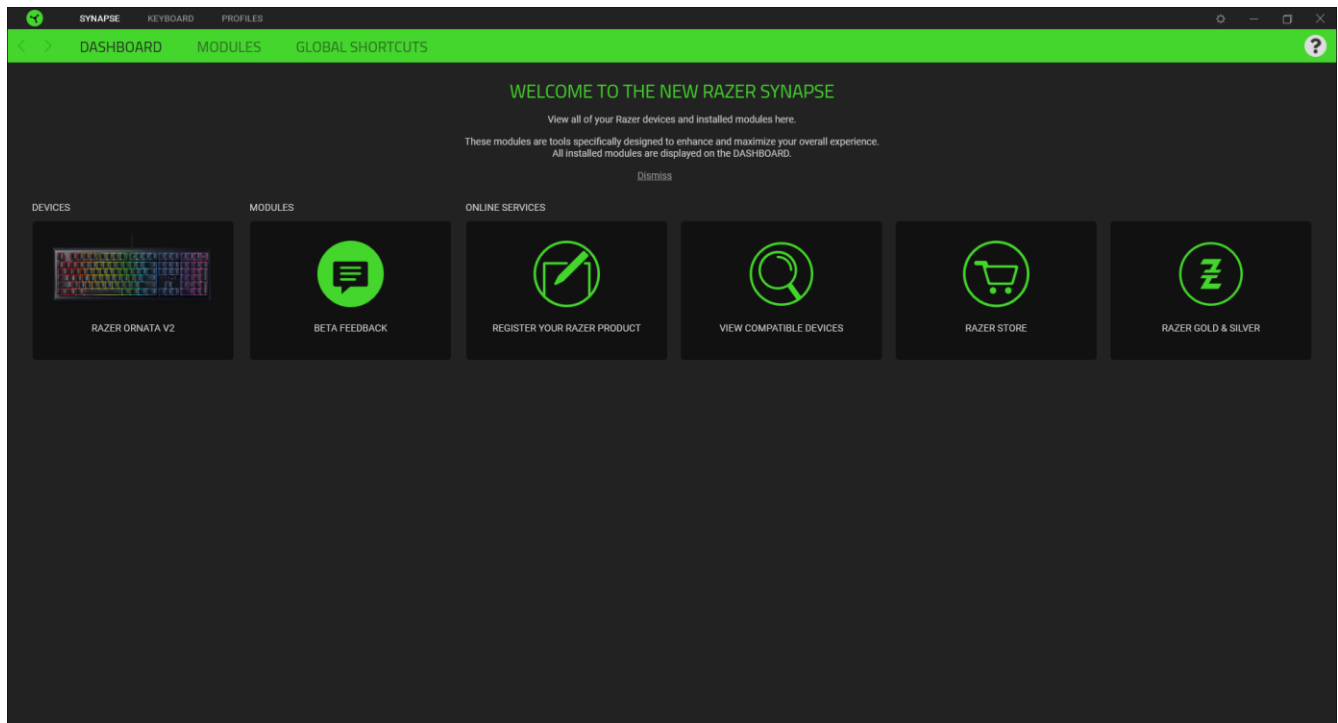 SYNAPSE KEYBOARD PROFILES
DASHBOARD MODULES GLOBAL SHORTCUTS
?
WELCOME TO THE NEW RAZER SYNAPSE
View all of your Razer devices and installed modules here.
These modules are tools specifically designed to enhance and maximize your overall experience.
All installed modules are displayed on the DASHBOARD.
Dismiss
DEVICES MODULES ONLINE SERVICES
RAZER ORNATA V2 BETA FEEDBACK REGISTER YOUR RAZER PRODUCT VIEW COMPATIBLE DEVICES RAZER STORE RAZER GOLD & SILVER